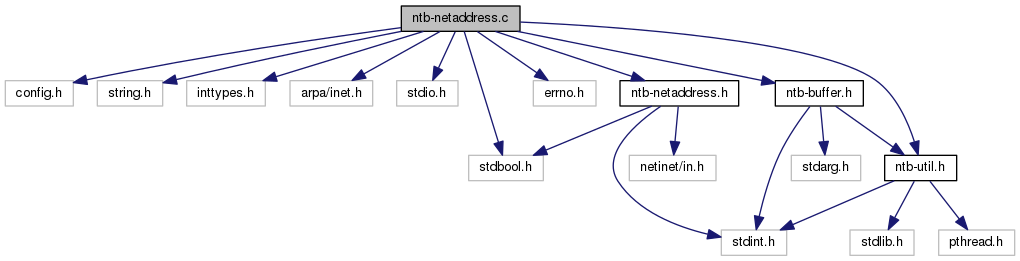 ntb-netaddress.c
config.h
string.h
inttypes.h
arpa/inet.h
stdio.h
errno.h
ntb-netaddress.h
ntb-buffer.h
stdbool.h
netinet/in.h
stdarg.h
ntb-util.h
stdint.h
stdlib.h
pthread.h